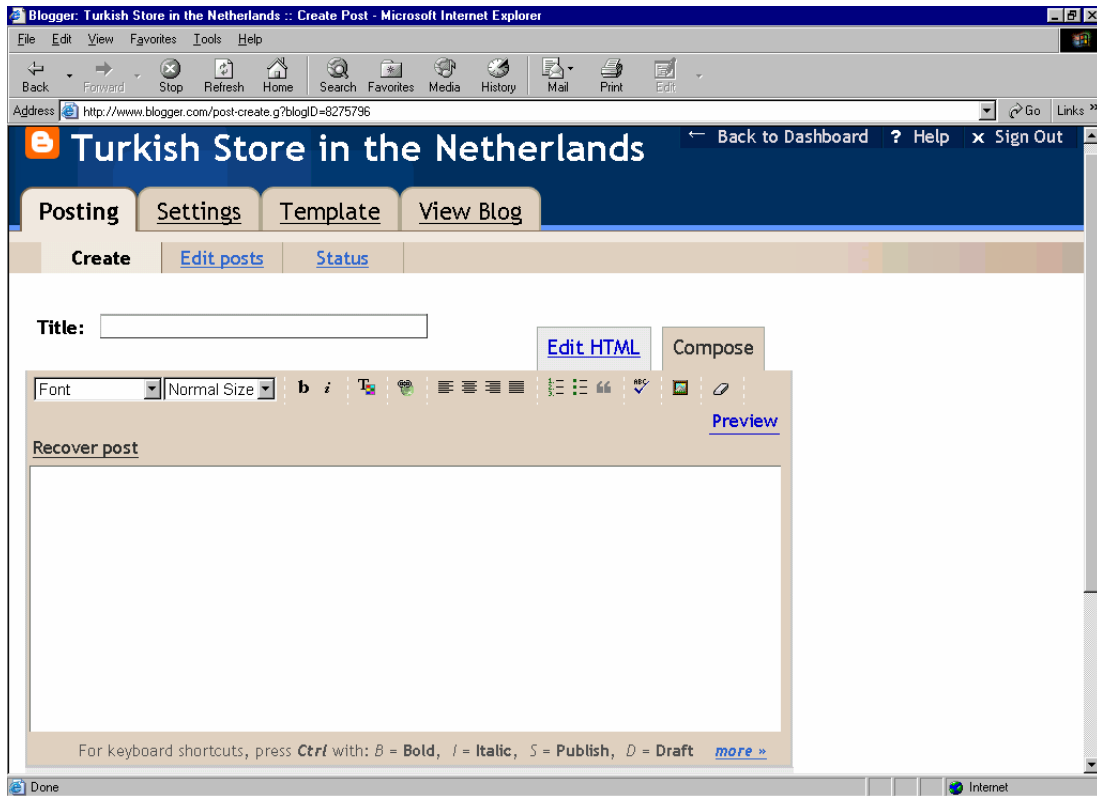 Blogger: Turkish Store in the Netherlands :: Create Post - Microsoft Internet Explorer
File Edit View Favorites Tools Help
Back Forward Stop Refresh Home Search Favorites Media History Mail Print Edit
Address http://www.blogger.com/post-create.g?blogID=8275796 Go Links »
Turkish Store in the Netherlands ← Back to Dashboard ? Help x Sign Out
Posting Settings Template View Blog
Create Edit posts Status
Title:
Edit HTML Compose
Font Normal Size b i T ABC
Preview
Recover post
For keyboard shortcuts, press Ctrl with: B = Bold, I = Italic, S = Publish, D = Draft more »
Done Internet